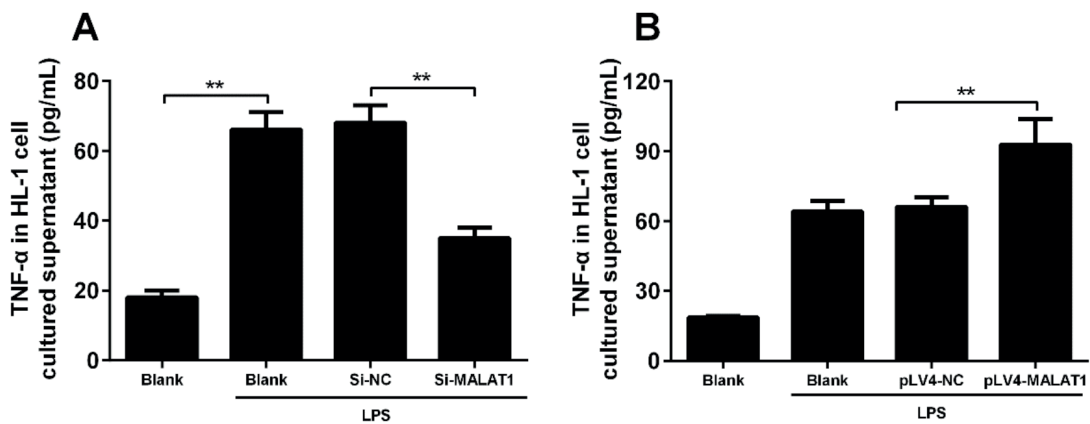 A
TNF-α in HL-1 cell
cultured supernatant (pg/mL)
80
60
40
20
0
**
**
Blank
Blank
Si-NC
Si-MALAT1
LPS
B
TNF-α in HL-1 cell
cultured supernatant (pg/mL)
120
90
60
30
0
**
Blank
Blank
pLV4-NC
pLV4-MALAT1
LPS